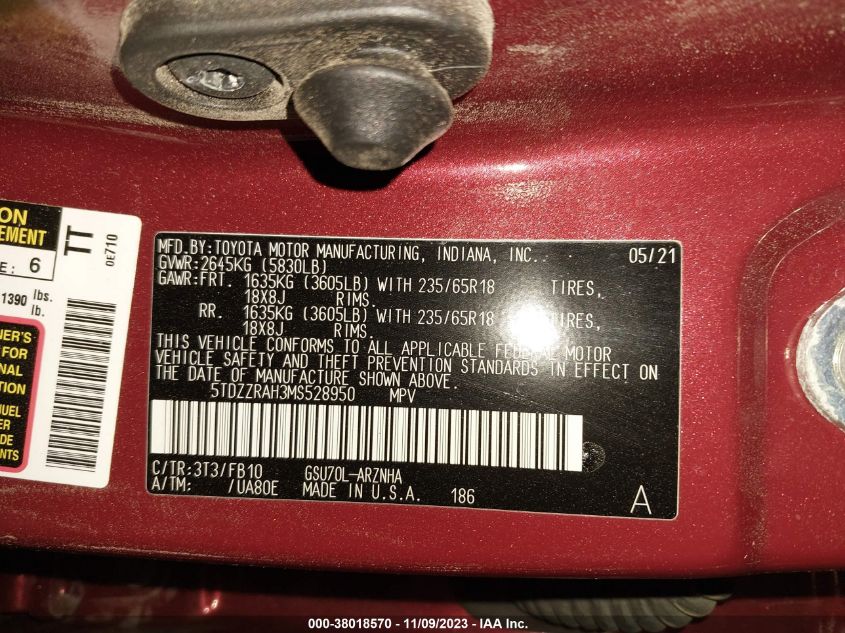 ON
EMENT
E: 6
1390 lbs.
lb.
NER'S
FOR
NAL
TION
NUEL
R
DE
ENTS
TT
0E710
MFD.BY:TOYOTA MOTOR MANUFACTURING, INDIANA, INC. 05/21
GVWR:2645KG (5830LB)
GAWR:FRT. 1635KG (3605LB) WITH 235/65R18 TIRES,
18X8J RIMS.
RR. 1635KG (3605LB) WITH 235/65R18 TIRES,
18X8J RIMS.
THIS VEHICLE CONFORMS TO ALL APPLICABLE FEDERAL MOTOR
VEHICLE SAFETY AND THEFT PREVENTION STANDARDS IN EFFECT ON
THE DATE OF MANUFACTURE SHOWN ABOVE.
5TDZZRAH3MS528950 MPV
C/TR:3T3/FB10 GSU70L-ARZNHA
A/TM: /UA80E MADE IN U.S.A. 186 A
000-38018570 - 11/09/2023 - IAA Inc.